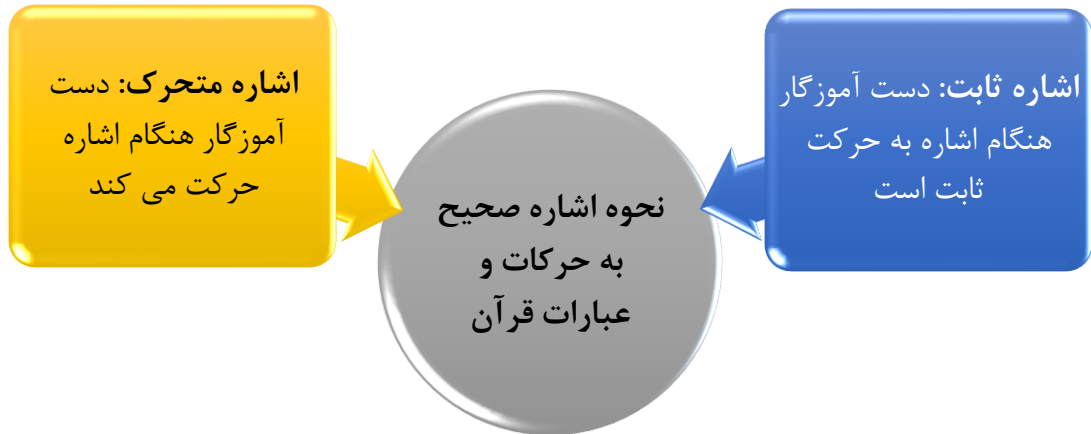 اشاره ثابت: دست آموزگار
هنگام اشاره به حرکت
ثابت است
اشاره متحرک: دست
آموزگار هنگام اشاره
حرکت می کند
نحوه اشاره صحیح
به حرکات و
عبارات قرآن